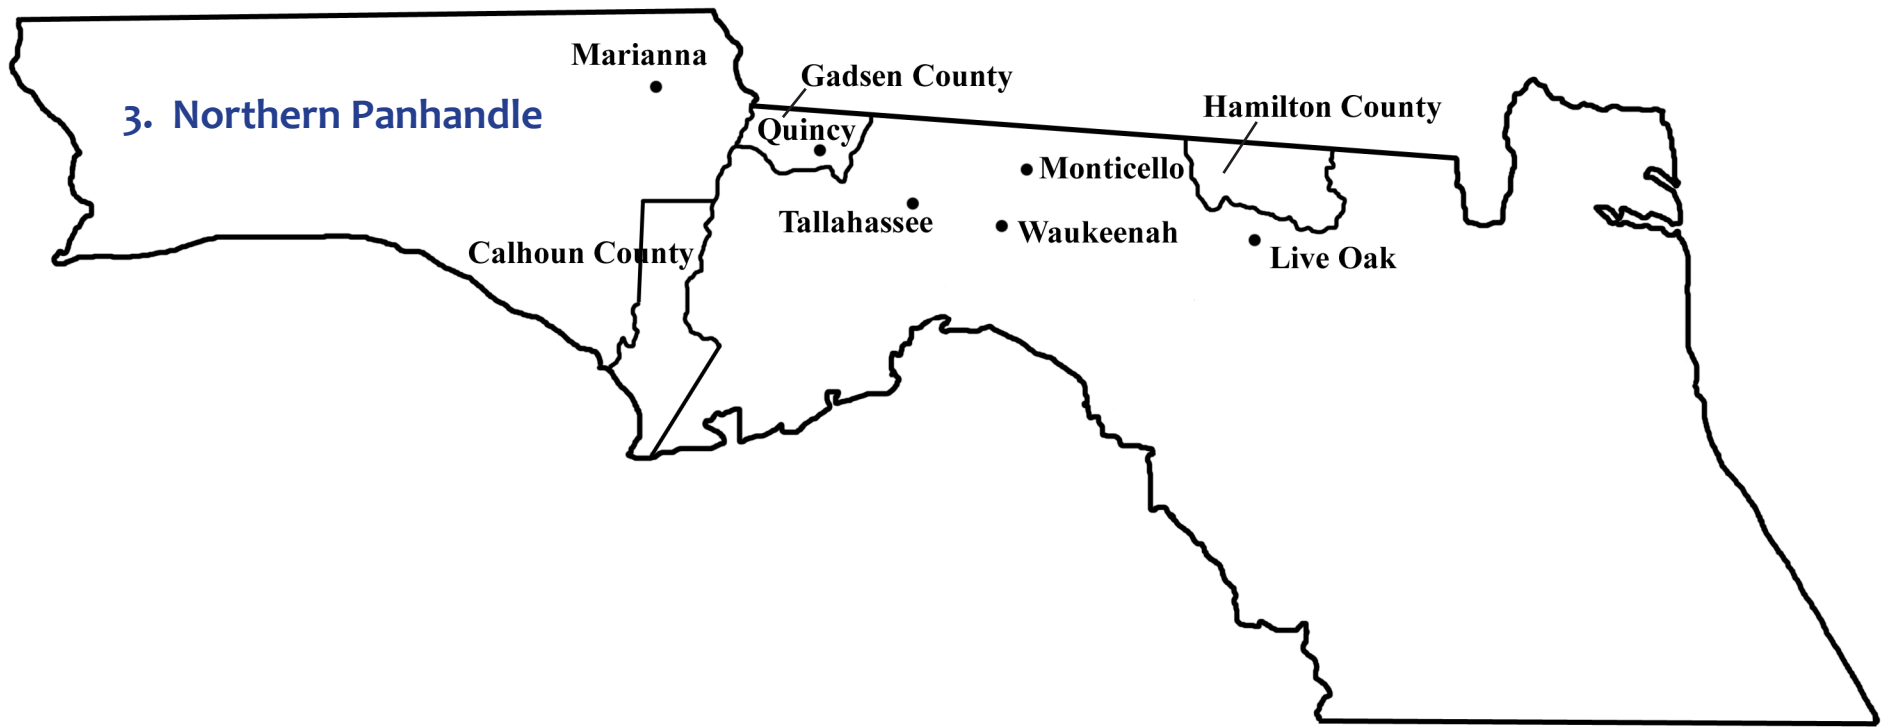 Marianna
Gadsen County
3. Northern Panhandle
Hamilton County
Quincy
Monticello
Tallahassee
Waukeenah
Calhoun County
Live Oak